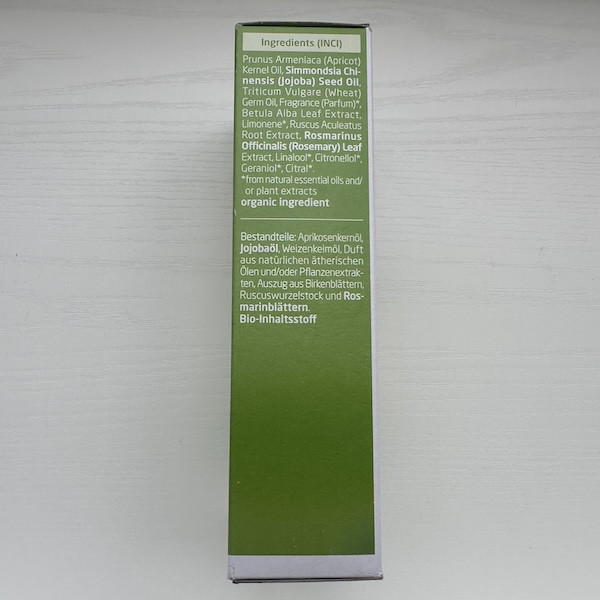 Ingredients (INCI)
Prunus Armeniaca (Apricot)
Kernel Oil, Simmondsia Chi-
nensis (Jojoba) Seed Oil,
Triticum Vulgare (Wheat)
Germ Oil, Fragrance (Parfum)*,
Betula Alba Leaf Extract,
Limonene*, Ruscus Aculeatus
Root Extract, Rosmarinus
Officinalis (Rosemary) Leaf
Extract, Linalool*, Citronellol*,
Geraniol*, Citral*.
*from natural essential oils and/
or plant extracts
organic ingredient
Bestandteile: Aprikosenkernöl,
Jojobaöl, Weizenkeimöl, Duft
aus natürlichen ätherischen
Ölen und/oder Pflanzenextrak-
ten, Auszug aus Birkenblättern,
Ruscuswurzelstock und Ros-
marinblättern.
Bio-Inhaltsstoff